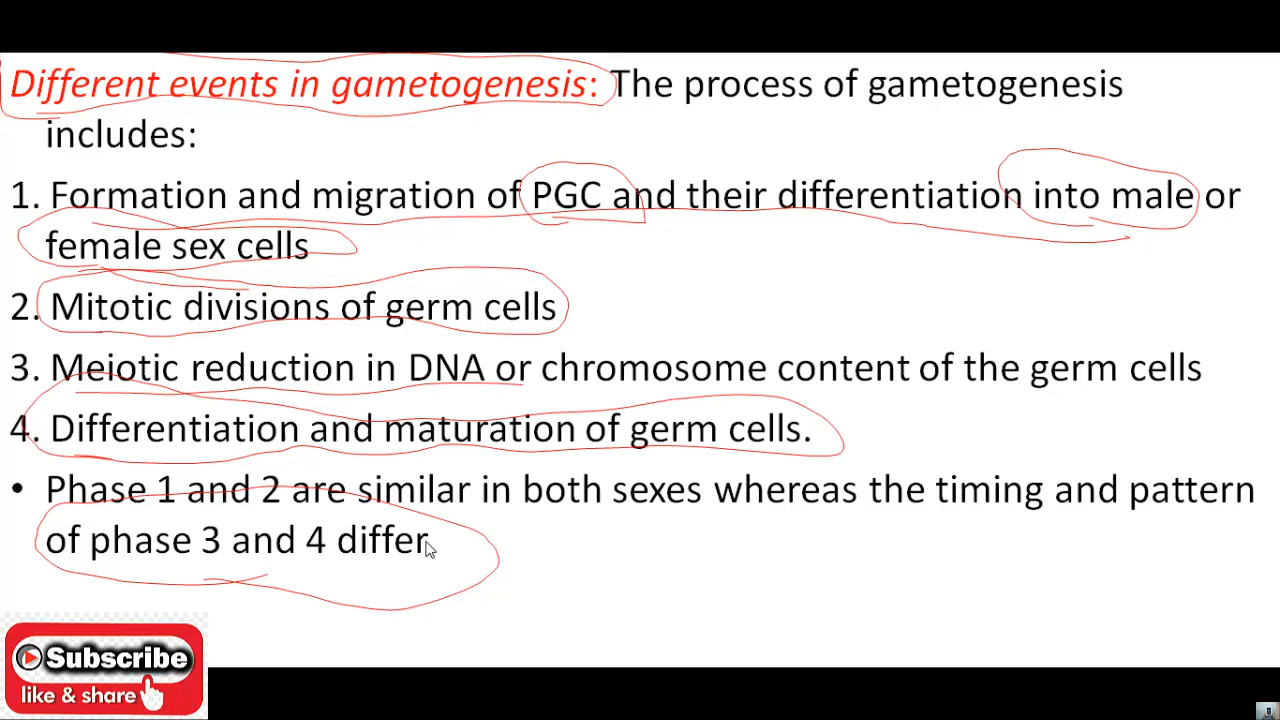 Different events in gametogenesis: The process of gametogenesis
includes:
1. Formation and migration of PGC and their differentiation into male or
female sex cells
2. Mitotic divisions of germ cells
3. Meiotic reduction in DNA or chromosome content of the germ cells
4. Differentiation and maturation of germ cells.
• Phase 1 and 2 are similar in both sexes whereas the timing and pattern
of phase 3 and 4 differ
Subscribe
like & share